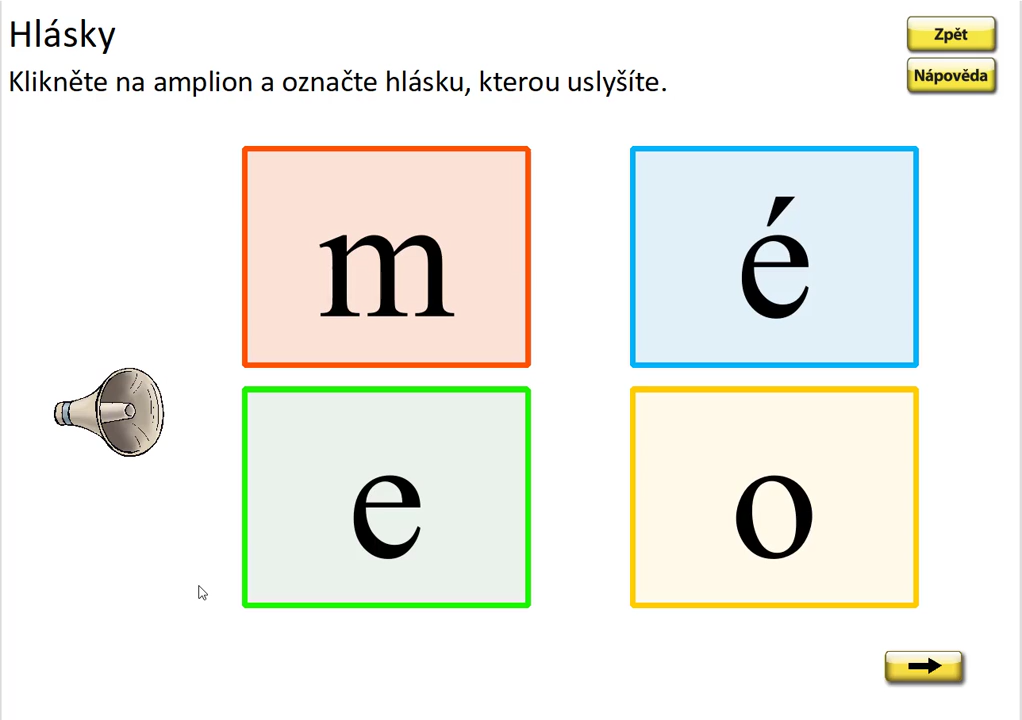 Hlásky
Zpět
Klikněte na amplion a označte hlásku, kterou uslyšíte.
Nápověda
m
é
e
o